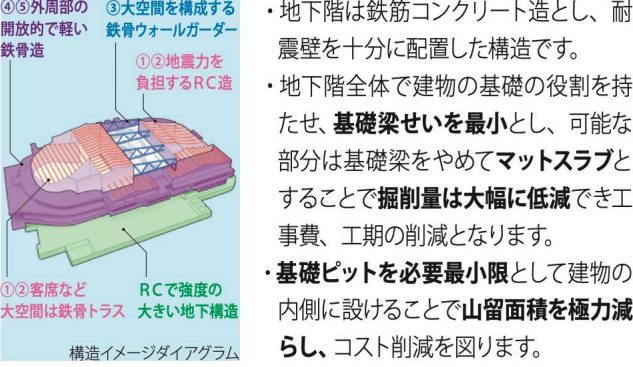 ④⑤外周部の
開放的で軽い
鉄骨造
③大空間を構成する
鉄骨ウォールガーダー
①②地震力を
負担するRC造
①②客席など
大空間は鉄骨トラス
RCで強度の
大きい地下構造
構造イメージダイアグラム
・地下階は鉄筋コンクリート造とし、耐
震壁を十分に配置した構造です。
・地下階全体で建物の基礎の役割を持
たせ、基礎梁せいを最小とし、可能な
部分は基礎梁をやめてマットスラブと
することで掘削量は大幅に低減でき工
事費、工期の削減となります。
・基礎ピットを必要最小限として建物の
内側に設けることで山留面積を極力減
らし、コスト削減を図ります。